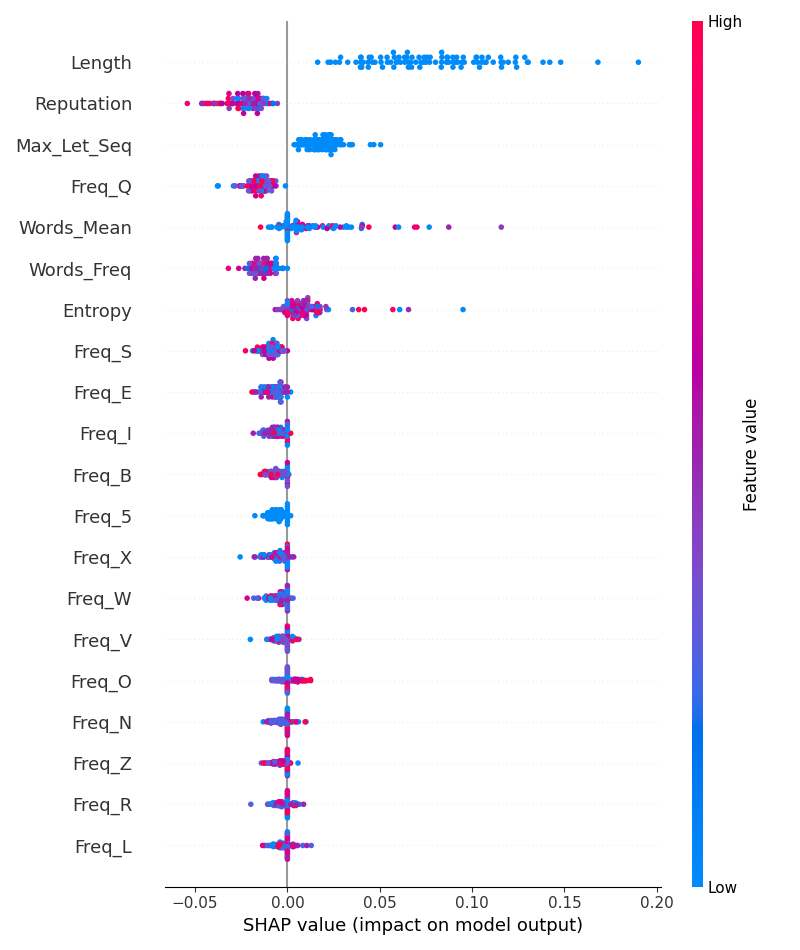 High
Length
Reputation
Max_Let_Seq
Freq_Q
Words_Mean
Words_Freq
Entropy
Freq_S
Freq_E
Freq_I
Freq_B
Freq_5
Freq_X
Freq_W
Freq_V
Freq_O
Freq_N
Freq_Z
Freq_R
Freq_L
Feature value
Low
−0.05 0.00 0.05 0.10 0.15 0.20
SHAP value (impact on model output)